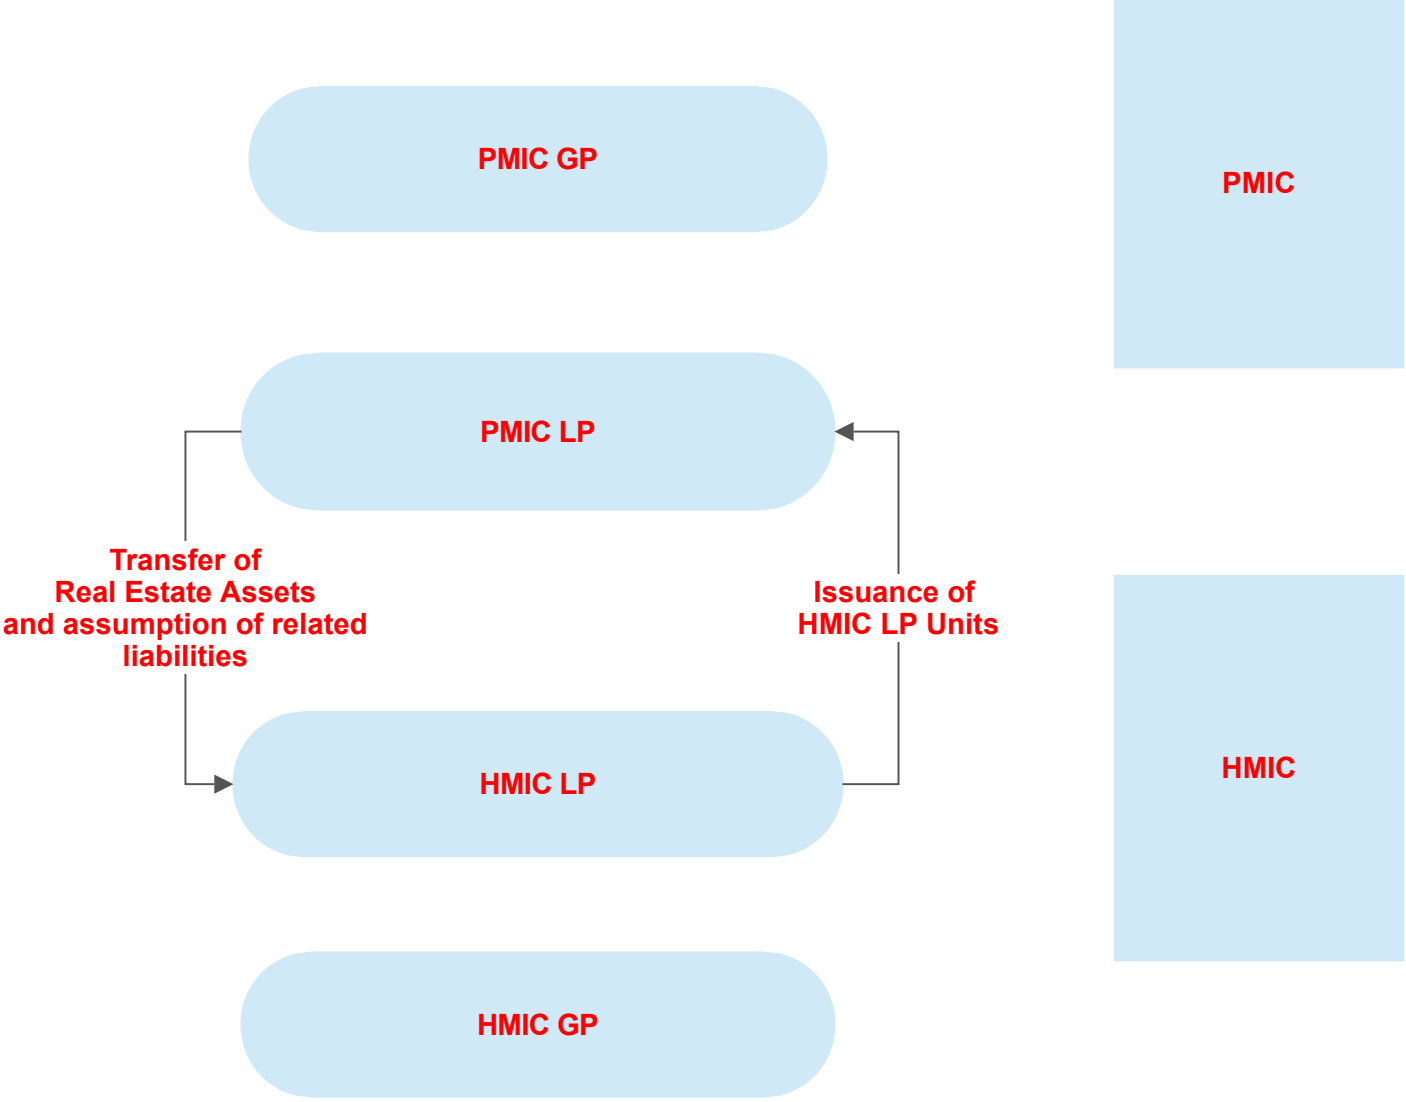 PMIC GP
PMIC
PMIC LP
Transfer of
Real Estate Assets
and assumption of related
liabilities
Issuance of
HMIC LP Units
HMIC LP
HMIC
HMIC GP